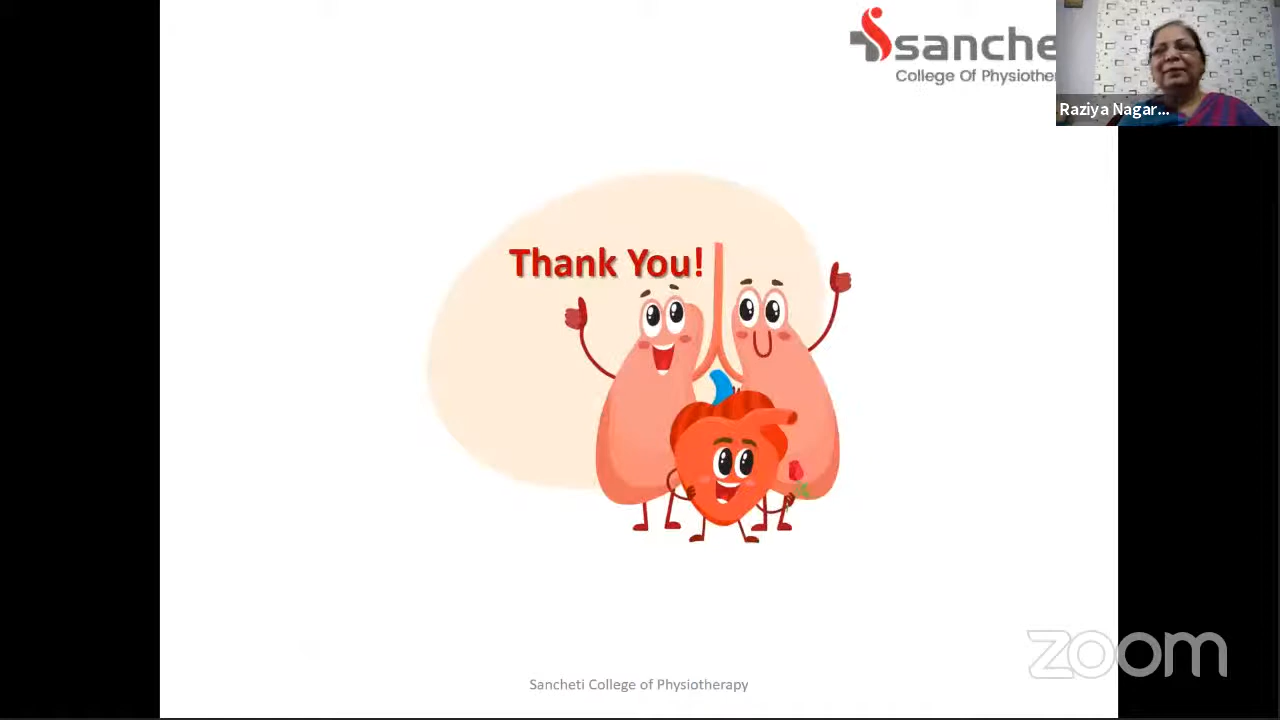 sanche
College Of Physiother
Raziya Nagar...
Thank You!
zoom
Sancheti College of Physiotherapy